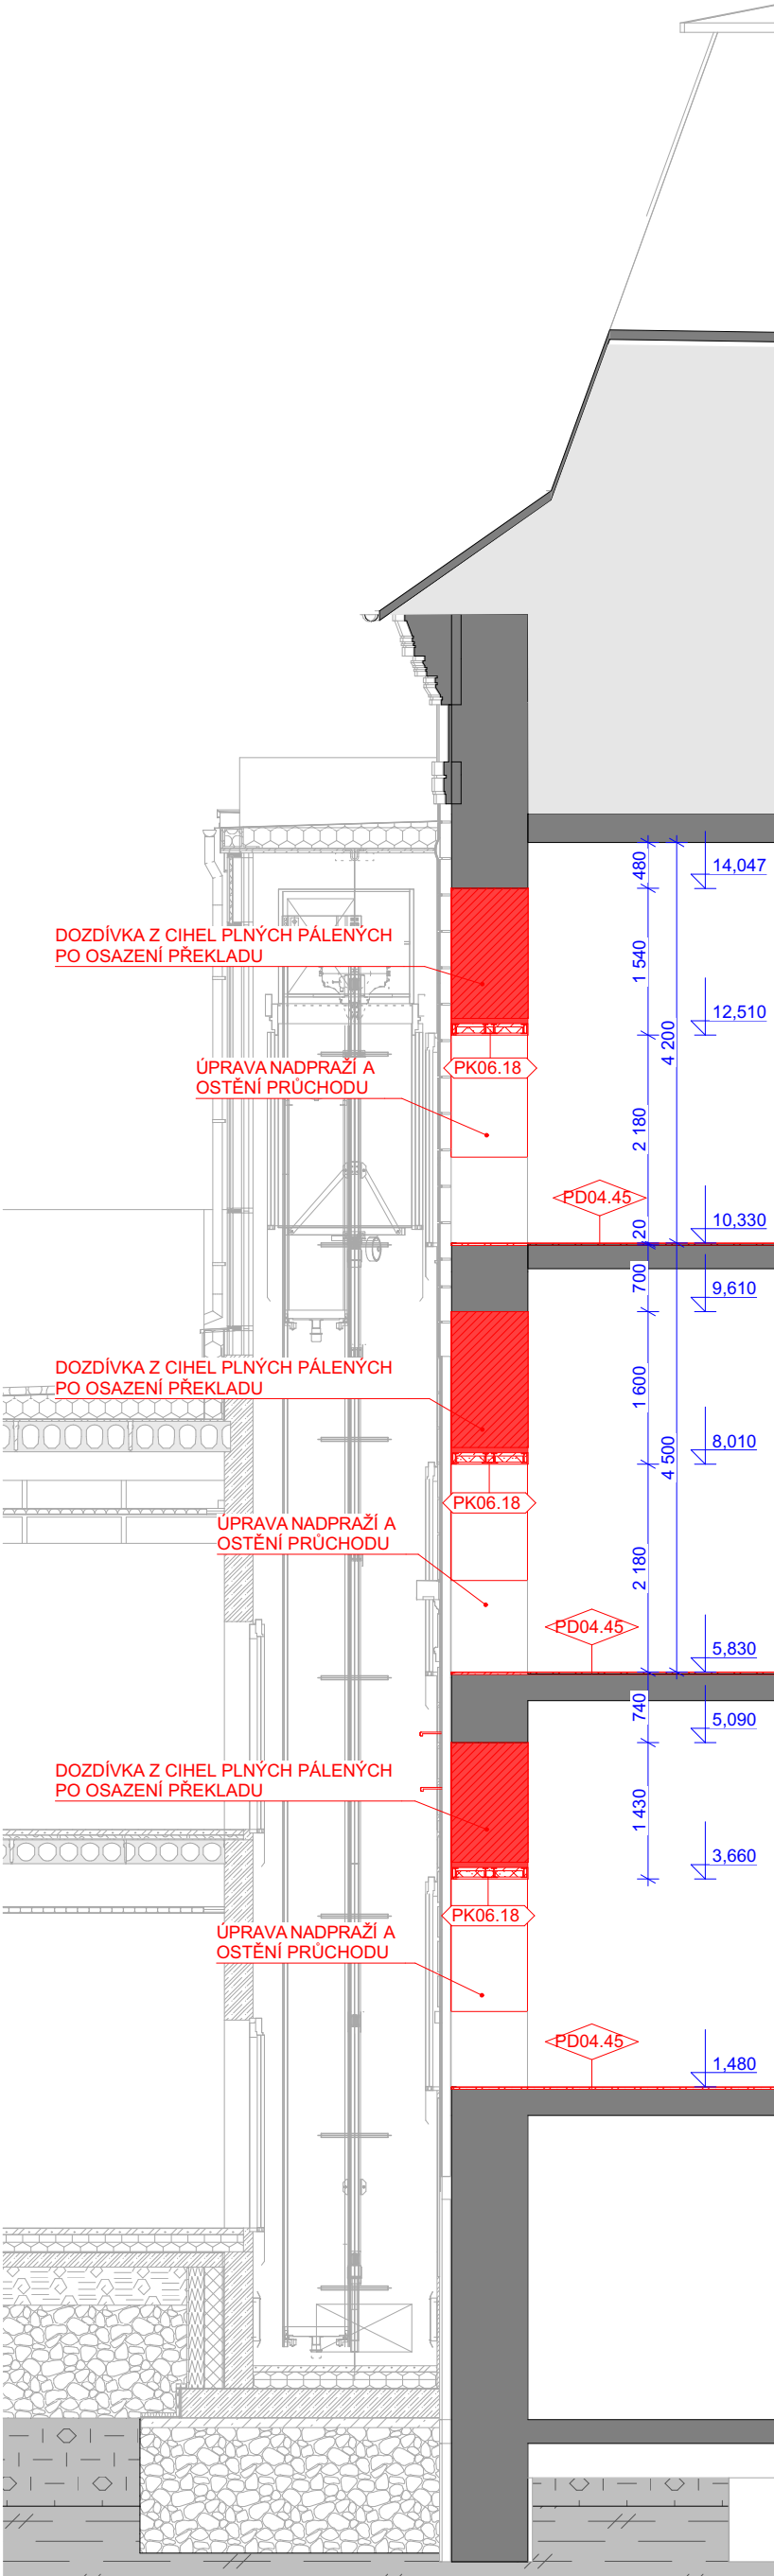 480
14,047
DOZDÍVKA Z CIHEL PLNÝCH PÁLENÝCH
PO OSAZENÍ PŘEKLADU
1 540
12,510
4 200
ÚPRAVA NADPRAŽÍ A
OSTĚNÍ PRŮCHODU
PK06.18
2 180
PD04.45
10,330
20
700
9,610
DOZDÍVKA Z CIHEL PLNÝCH PÁLENÝCH
PO OSAZENÍ PŘEKLADU
1 600
8,010
4 500
PK06.18
ÚPRAVA NADPRAŽÍ A
OSTĚNÍ PRŮCHODU
2 180
PD04.45
5,830
740
5,090
DOZDÍVKA Z CIHEL PLNÝCH PÁLENÝCH
PO OSAZENÍ PŘEKLADU
1 430
3,660
PK06.18
ÚPRAVA NADPRAŽÍ A
OSTĚNÍ PRŮCHODU
PD04.45
1,480